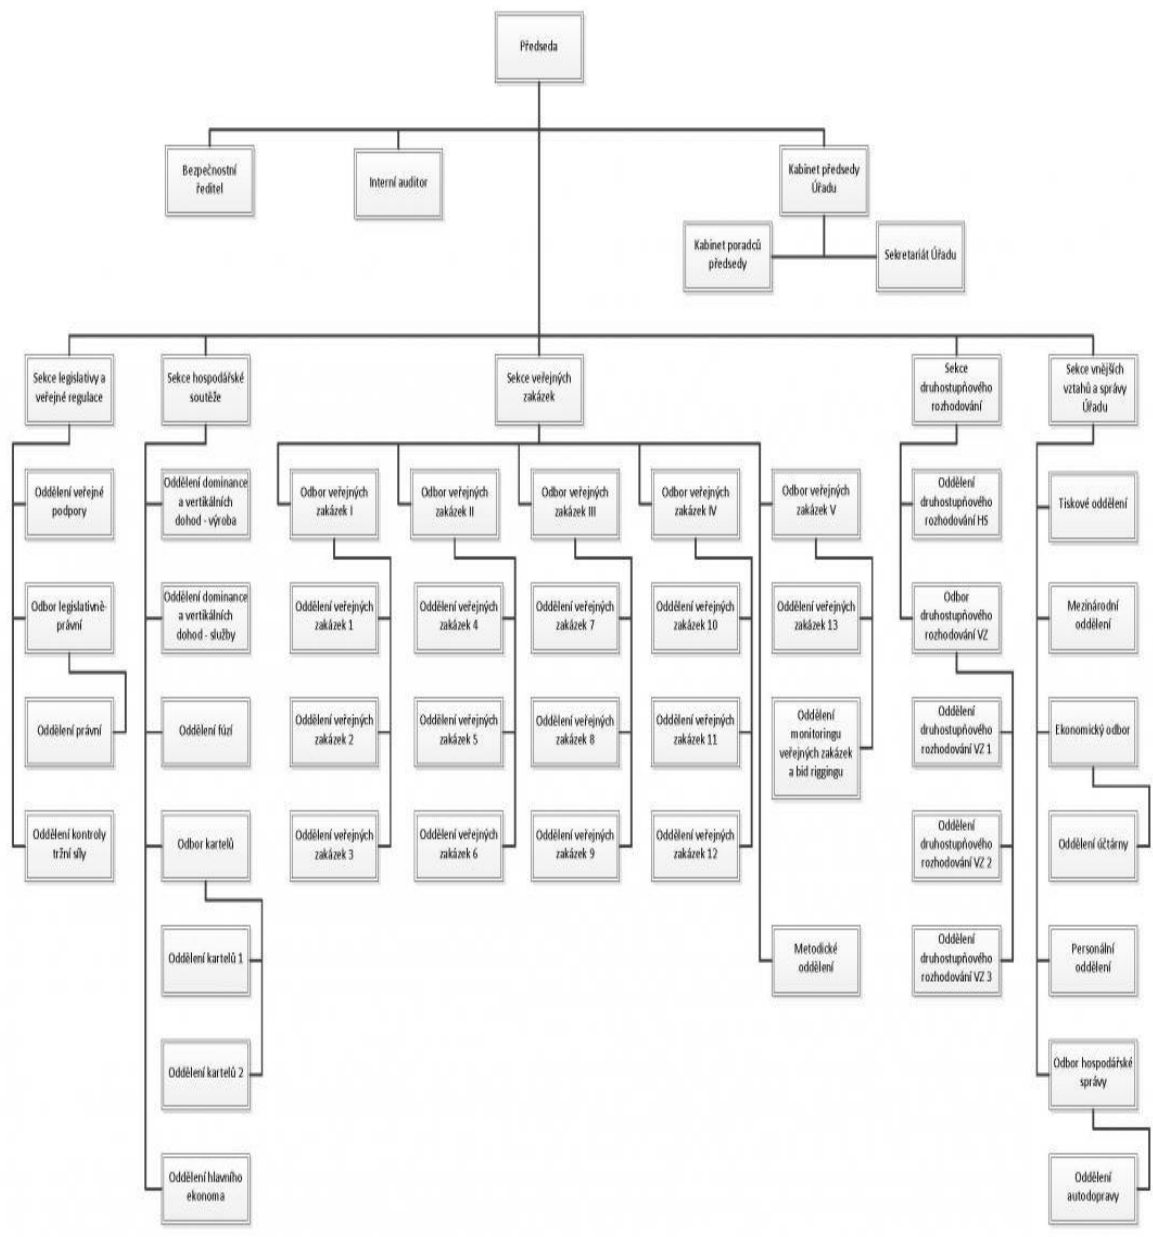 Předseda
Bezpečnostní
ředitel
Interní auditor
Kabinet předsedy
Úřadu
Kabinet poradců
předsedy
Sekretariát Úřadu
Sekce legislativy a
veřejné regulace
Sekce hospodářské
soutěže
Sekce veřejných
zakázek
Sekce
druhostupňového
rozhodování
Sekce vnějších
vztahů a správy
Úřadu
Oddělení veřejné
podpory
Odbor legislativně-
právní
Oddělení právní
Oddělení kontroly
tržní síly
Oddělení dominance
a vertikálních
dohod - výroba
Oddělení dominance
a vertikálních
dohod - služby
Oddělení fúzí
Odbor kartelů
Oddělení kartelů 1
Oddělení kartelů 2
Oddělení hlavního
ekonoma
Odbor veřejných
zakázek I
Oddělení veřejných
zakázek 1
Oddělení veřejných
zakázek 2
Oddělení veřejných
zakázek 3
Odbor veřejných
zakázek II
Oddělení veřejných
zakázek 4
Oddělení veřejných
zakázek 5
Oddělení veřejných
zakázek 6
Odbor veřejných
zakázek III
Oddělení veřejných
zakázek 7
Oddělení veřejných
zakázek 8
Oddělení veřejných
zakázek 9
Odbor veřejných
zakázek IV
Oddělení veřejných
zakázek 10
Oddělení veřejných
zakázek 11
Oddělení veřejných
zakázek 12
Odbor veřejných
zakázek V
Oddělení veřejných
zakázek 13
Oddělení
monitoringu
veřejných zakázek
a bid riggingu
Metodické
oddělení
Oddělení
druhostupňového
rozhodování HS
Odbor
druhostupňového
rozhodování VZ
Oddělení
druhostupňového
rozhodování VZ 1
Oddělení
druhostupňového
rozhodování VZ 2
Oddělení
druhostupňového
rozhodování VZ 3
Tiskové oddělení
Mezinárodní
oddělení
Ekonomický odbor
Oddělení účtárny
Personální
oddělení
Odbor hospodářské
správy
Oddělení
autodopravy